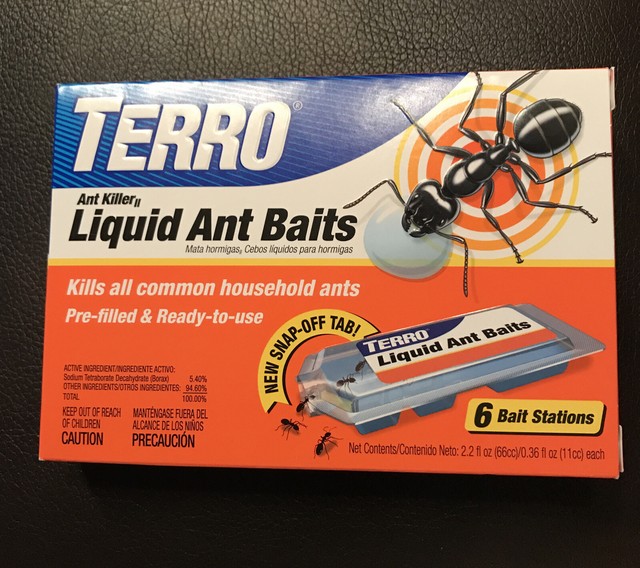 TERRO®
Ant Killer II
Liquid Ant Baits
Mata hormigas II Cebos líquidos para hormigas
Kills all common household ants
Pre-filled & Ready-to-use
NEW SNAP-OFF TAB!
TERRO
Liquid Ant Baits
ACTIVE INGREDIENT/INGREDIENTE ACTIVO:
Sodium Tetraborate Decahydrate (Borax) 5.40%
OTHER INGREDIENTS/OTROS INGREDIENTES: 94.60%
TOTAL 100.00%
KEEP OUT OF REACH
OF CHILDREN
CAUTION
MANTÉNGASE FUERA DEL
ALCANCE DE LOS NIÑOS
PRECAUCIÓN
6 Bait Stations
Net Contents/Contenido Neto: 2.2 fl oz (66cc)/0.36 fl oz (11cc) each